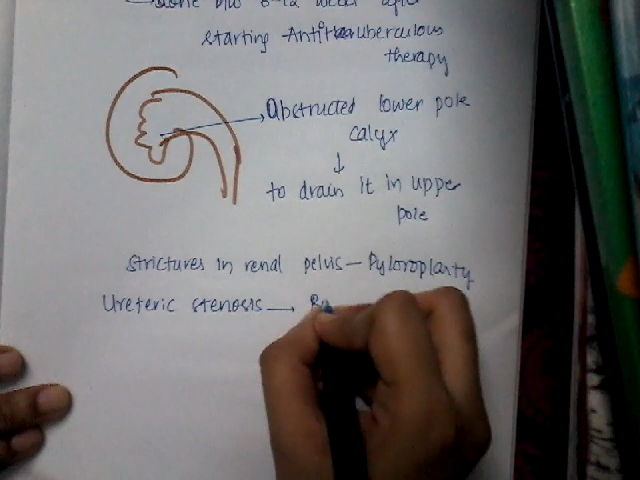 starting Antituberculous
therapy
Obstructed lower pole
calyx
to drain it in upper
pole
Strictures in renal pelvis — Pyloroplasty
Ureteric stenosis —